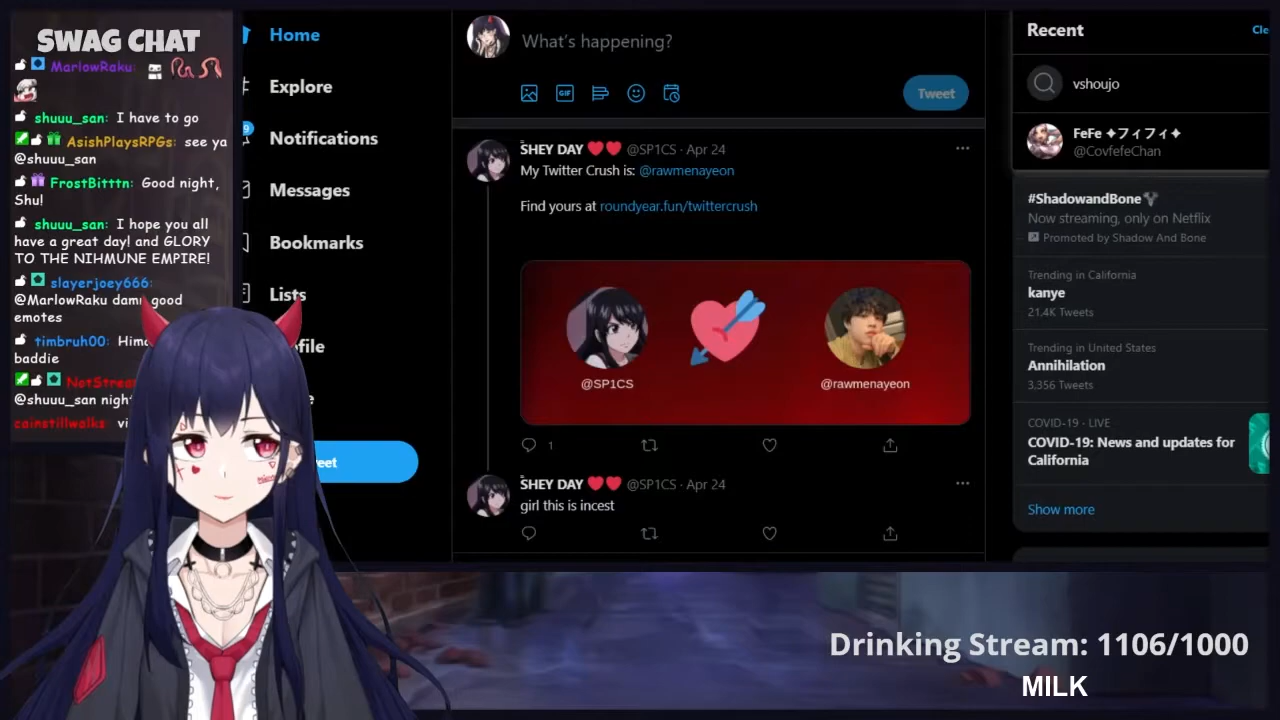 SWAG CHAT
MarlowRaku:
shuuu_san: I have to go
AsishPlaysRPGs: see ya
@shuuu_san
FrostBitttn: Good night,
Shu!
shuuu_san: I hope you all
have a great day! and GLORY
TO THE NIHMUNE EMPIRE!
slayerjoey666:
@MarlowRaku damn good
emotes
timbruh00:
baddie
@shuuu_san
cainstillwalks:
Home
Explore
9
Notifications
Messages
Bookmarks
Lists
What's happening?
GIF
Tweet
SHEY DAY ❤️❤️ @SP1CS · Apr 24
My Twitter Crush is: @rawmenayeon
Find yours at roundyear.fun/twittercrush
@SP1CS
@rawmenayeon
1
SHEY DAY ❤️❤️ @SP1CS · Apr 24
girl this is incest
Recent
vshoujo
FeFe ✦フィフィ✦
@CovfefeChan
#ShadowandBone
Now streaming, only on Netflix
Promoted by Shadow And Bone
Trending in California
kanye
21.4K Tweets
Trending in United States
Annihilation
3,356 Tweets
COVID-19 · LIVE
COVID-19: News and updates for
California
Show more
Drinking Stream: 1106/1000
MILK